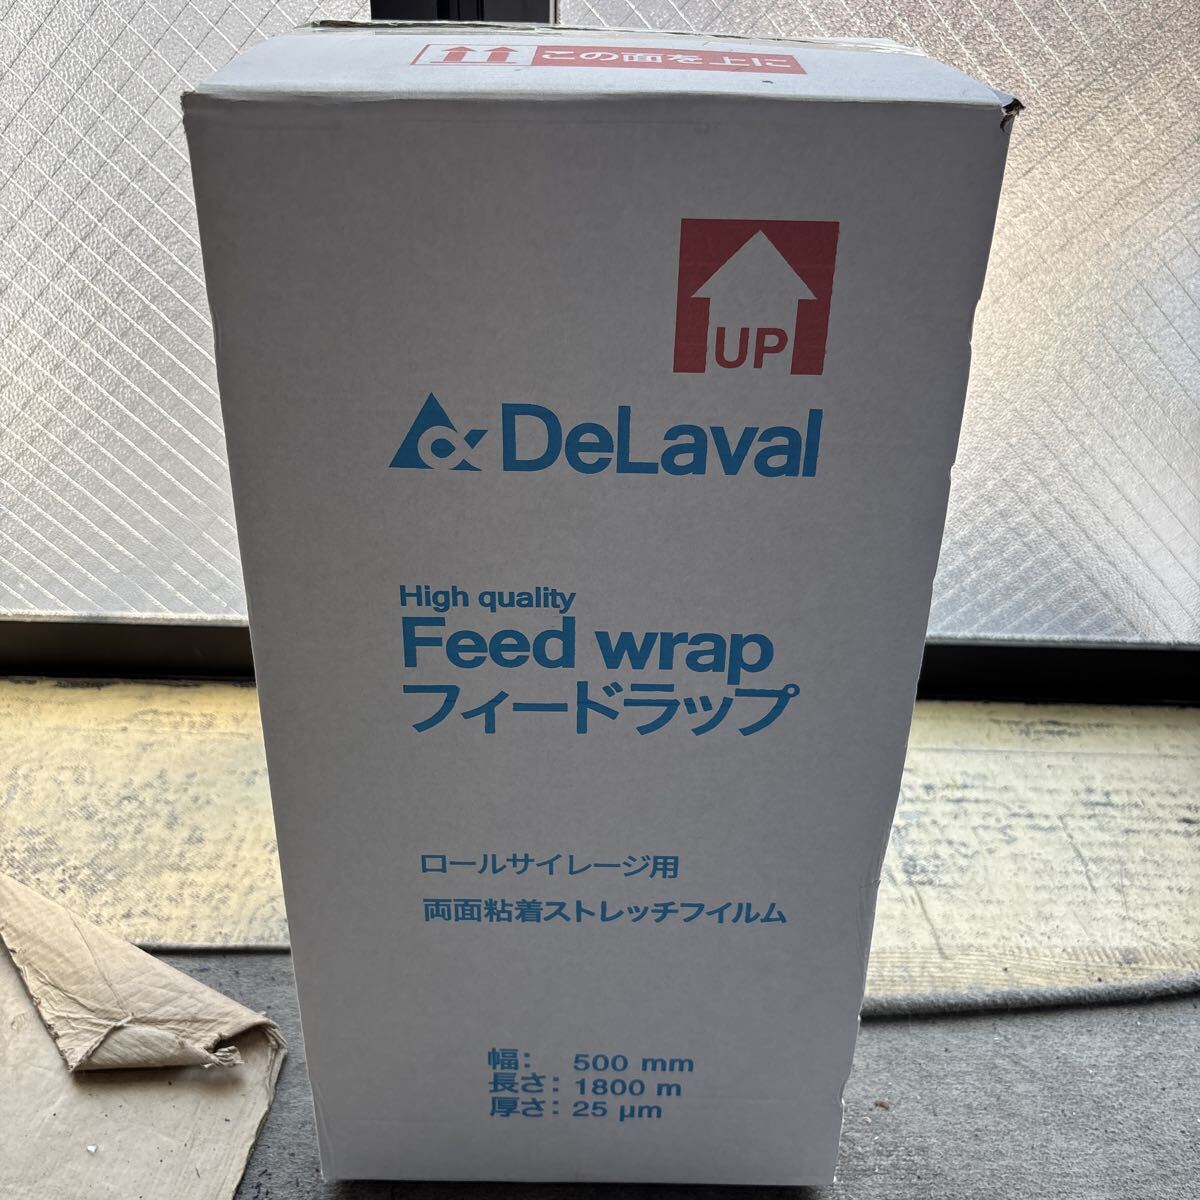 この面を下に
UP
DeLaval
High quality
Feed wrap
フィードラップ
ロールサイレージ用
両面粘着ストレッチフイルム
幅: 500 mm
長さ: 1800 m
厚さ: 25 μm